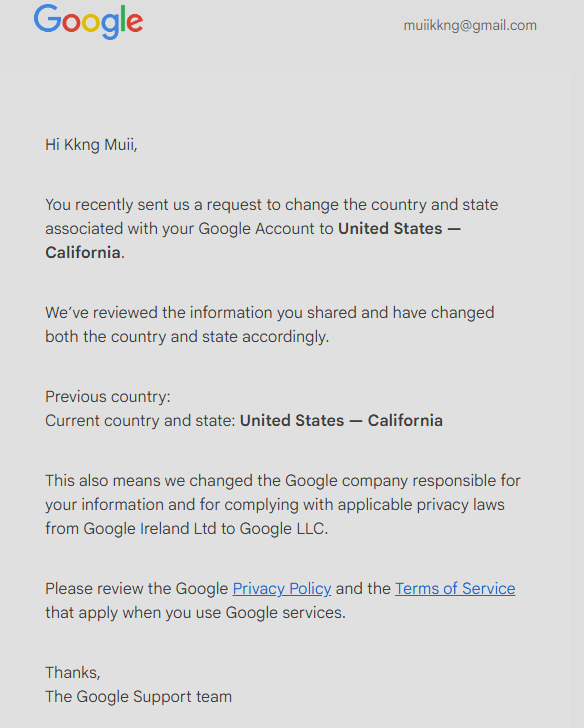 Google
muiikkng@gmail.com
Hi Kkng Muii,
You recently sent us a request to change the country and state
associated with your Google Account to United States —
California.
We've reviewed the information you shared and have changed
both the country and state accordingly.
Previous country:
Current country and state: United States — California
This also means we changed the Google company responsible for
your information and for complying with applicable privacy laws
from Google Ireland Ltd to Google LLC.
Please review the Google Privacy Policy and the Terms of Service
that apply when you use Google services.
Thanks,
The Google Support team